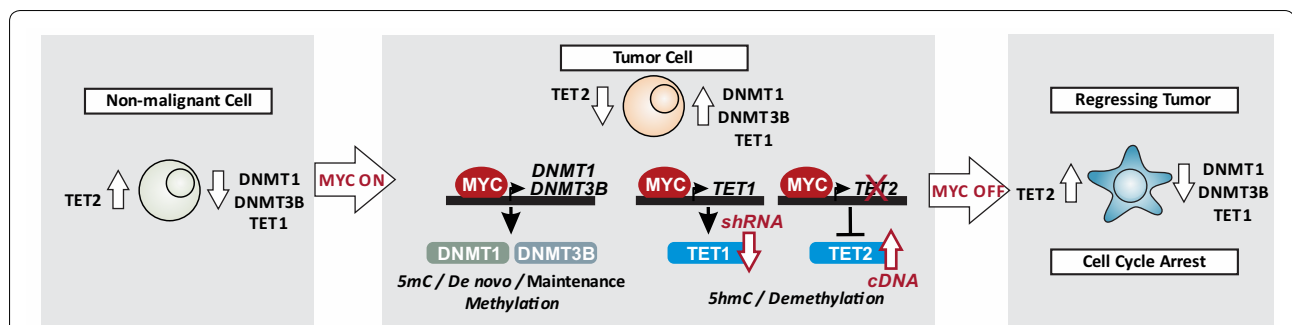 Non-malignant Cell
TET2
DNMT1
DNMT3B
TET1
MYC ON
Tumor Cell
TET2
DNMT1
DNMT3B
TET1
MYC
DNMT1
DNMT3B
DNMT1 DNMT3B
5mC / De novo / Maintenance
Methylation
MYC
TET1
shRNA
TET1
MYC
TET2
TET2
cDNA
5hmC / Demethylation
MYC OFF
Regressing Tumor
TET2
DNMT1
DNMT3B
TET1
Cell Cycle Arrest